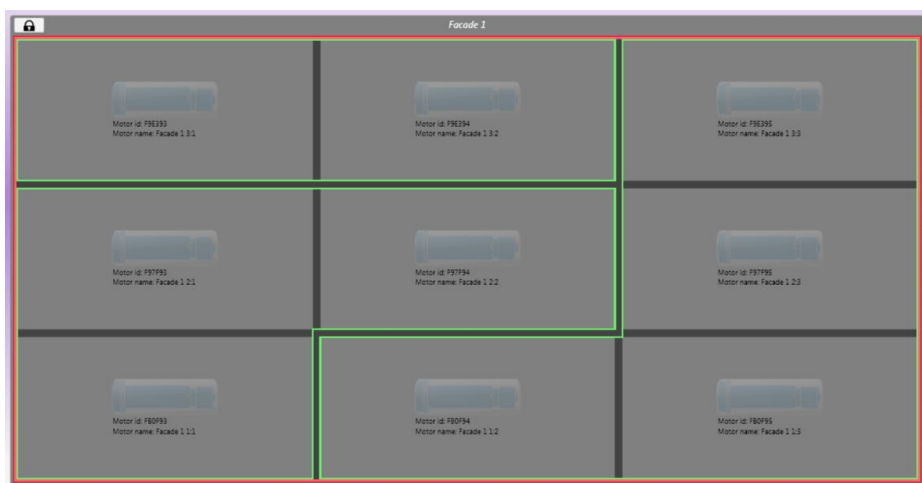 Facade 1
Motor id: F9E393
Motor name: Facade 1 3:1
Motor id: F9E394
Motor name: Facade 1 3:2
Motor id: F9E395
Motor name: Facade 1 3:3
Motor id: F97F93
Motor name: Facade 1 2:1
Motor id: F97F94
Motor name: Facade 1 2:2
Motor id: F97F95
Motor name: Facade 1 2:3
Motor id: FB0F93
Motor name: Facade 1 1:1
Motor id: FB0F94
Motor name: Facade 1 1:2
Motor id: FB0F95
Motor name: Facade 1 1:3